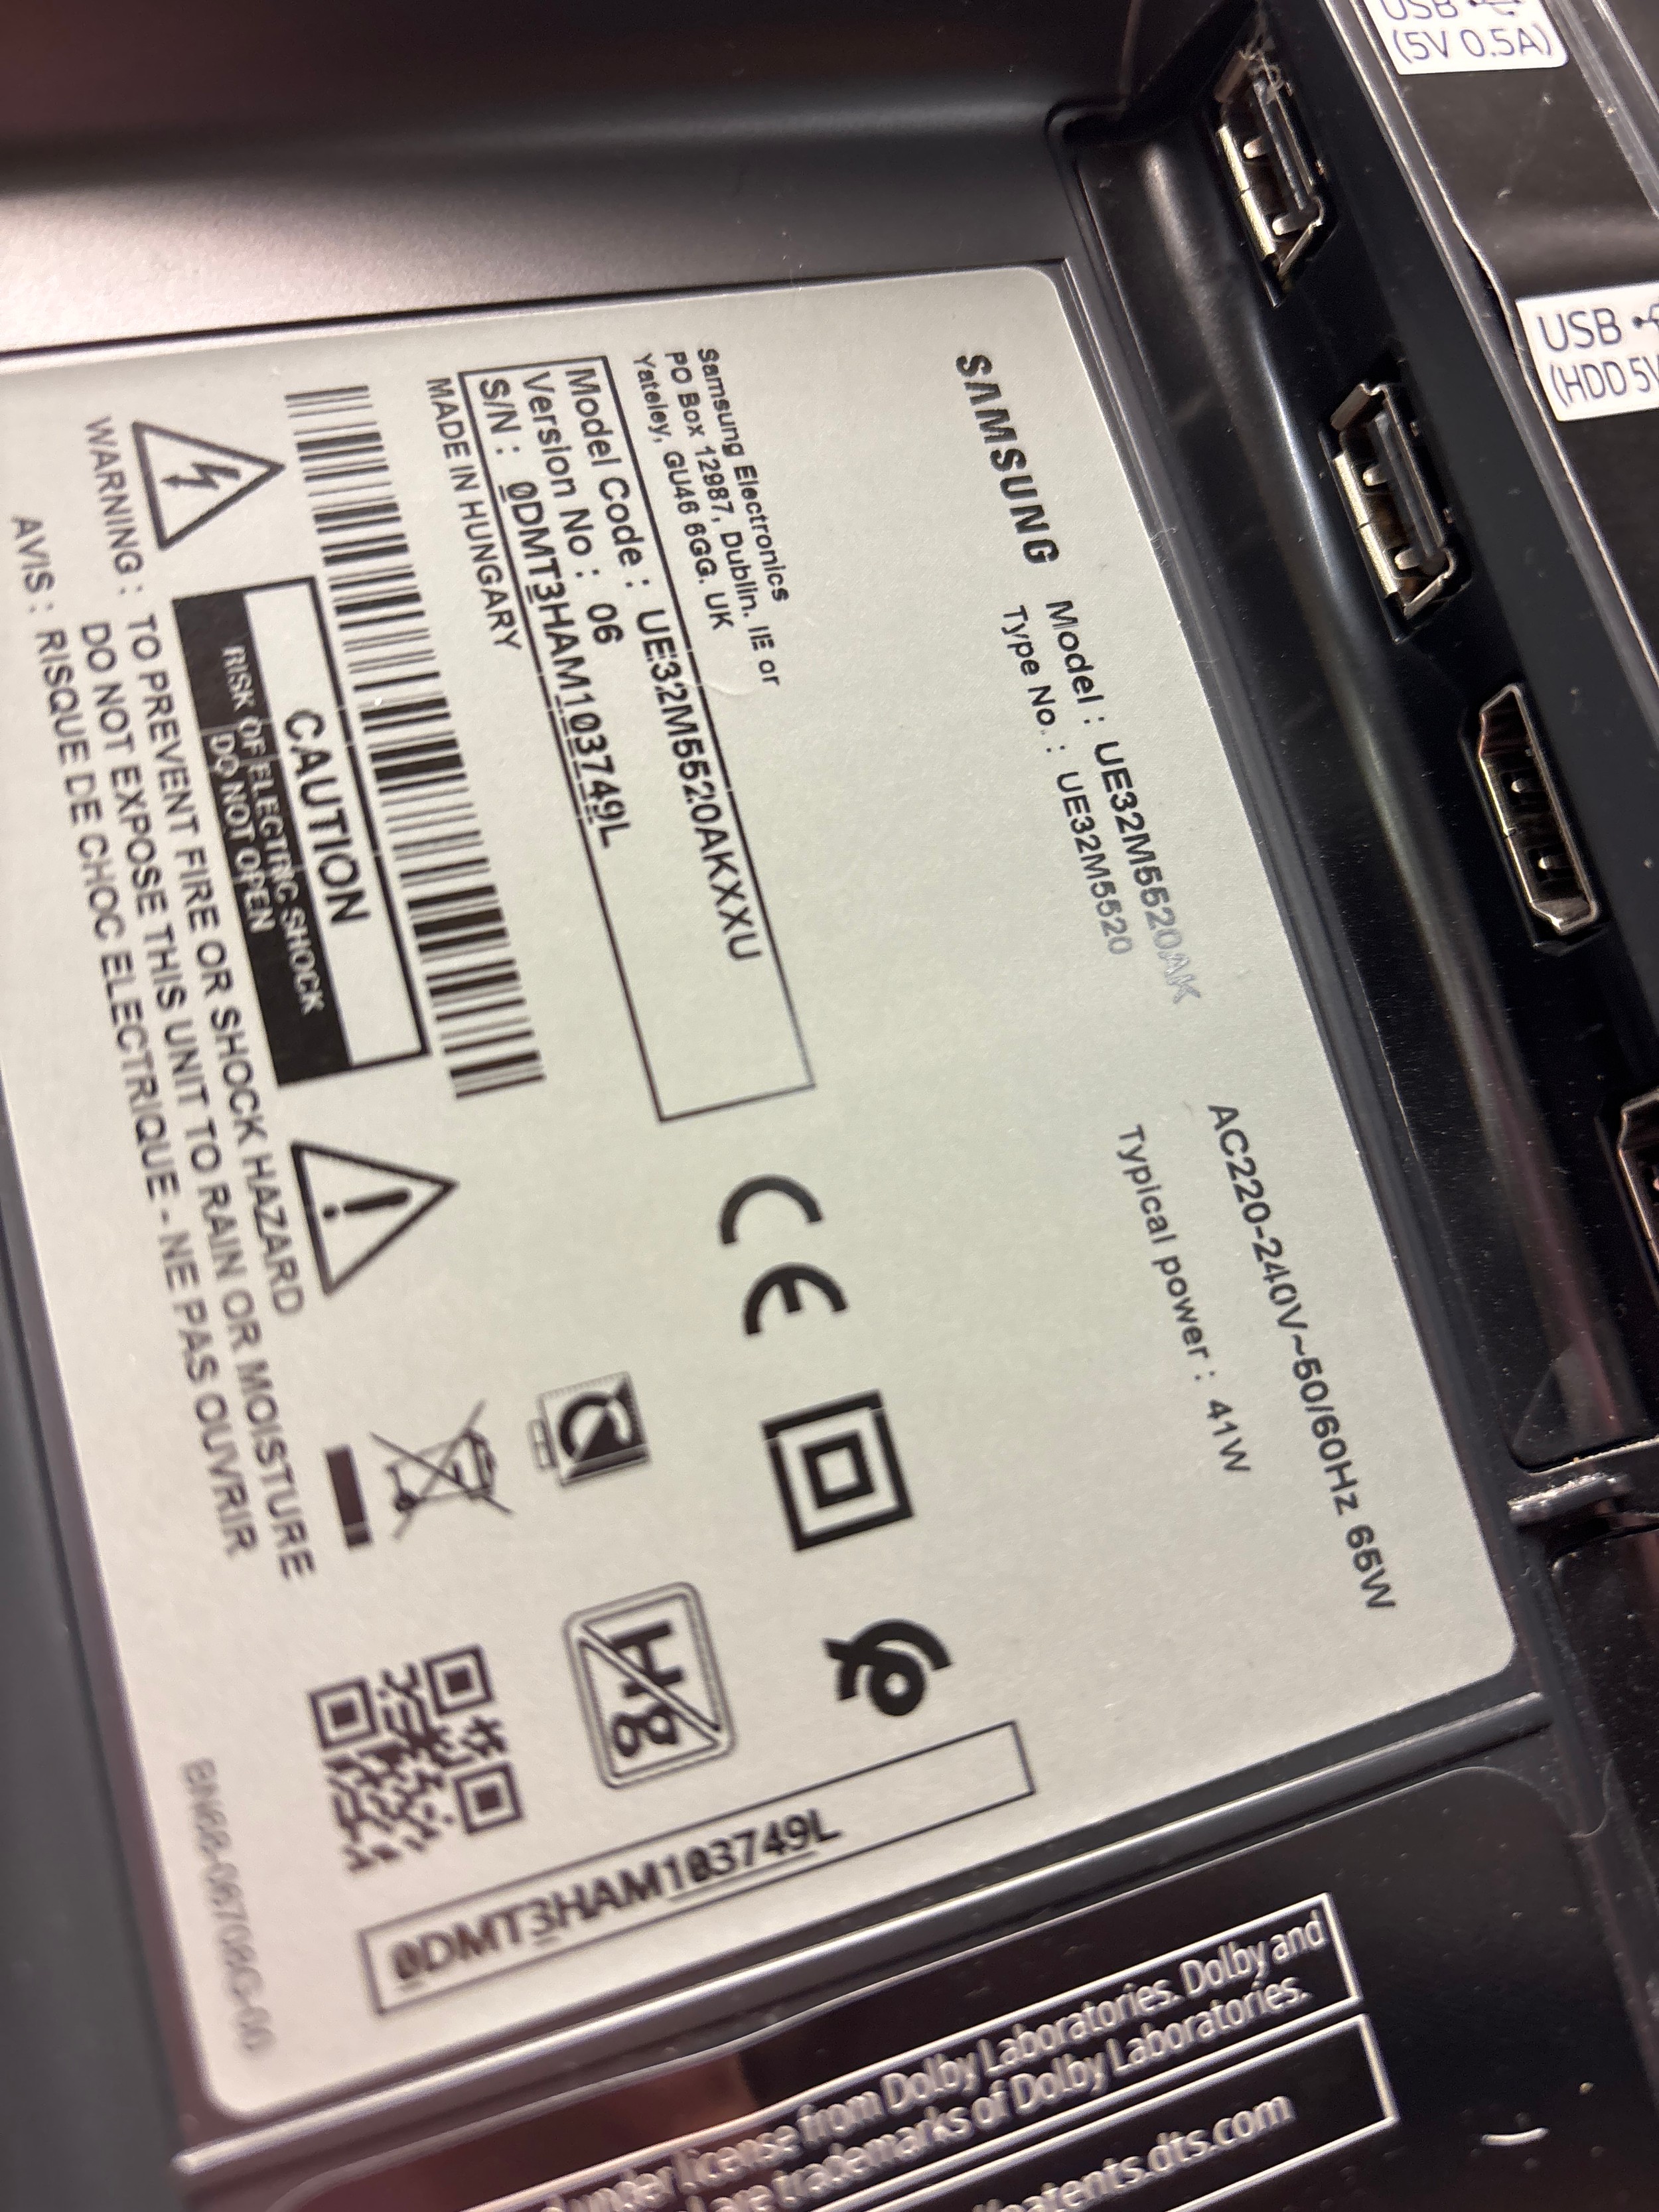 USB
(5V 0.5A)
USB
(HDD 5V
SAMSUNG
Model : UE32M5520AK
Type No. : UE32M5520
AC220-240V~50/60Hz 65W
Typical power : 41W
Samsung Electronics
PO Box 12987, Dublin. IE or
Yateley, GU46 6GG. UK
Model Code : UE32M5520AKXXU
Version No : 06
S/N : 0DMT3HAM103749L
MADE IN HUNGARY
CE
Hg
CAUTION
RISK OF ELECTRIC SHOCK
DO NOT OPEN
WARNING : TO PREVENT FIRE OR SHOCK HAZARD
DO NOT EXPOSE THIS UNIT TO RAIN OR MOISTURE
AVIS : RISQUE DE CHOC ELECTRIQUE - NE PAS OUVRIR
0DMT3HAM103749L
BN68-08708G-00
under license from Dolby Laboratories. Dolby and
are trademarks of Dolby Laboratories.
patents.dts.com